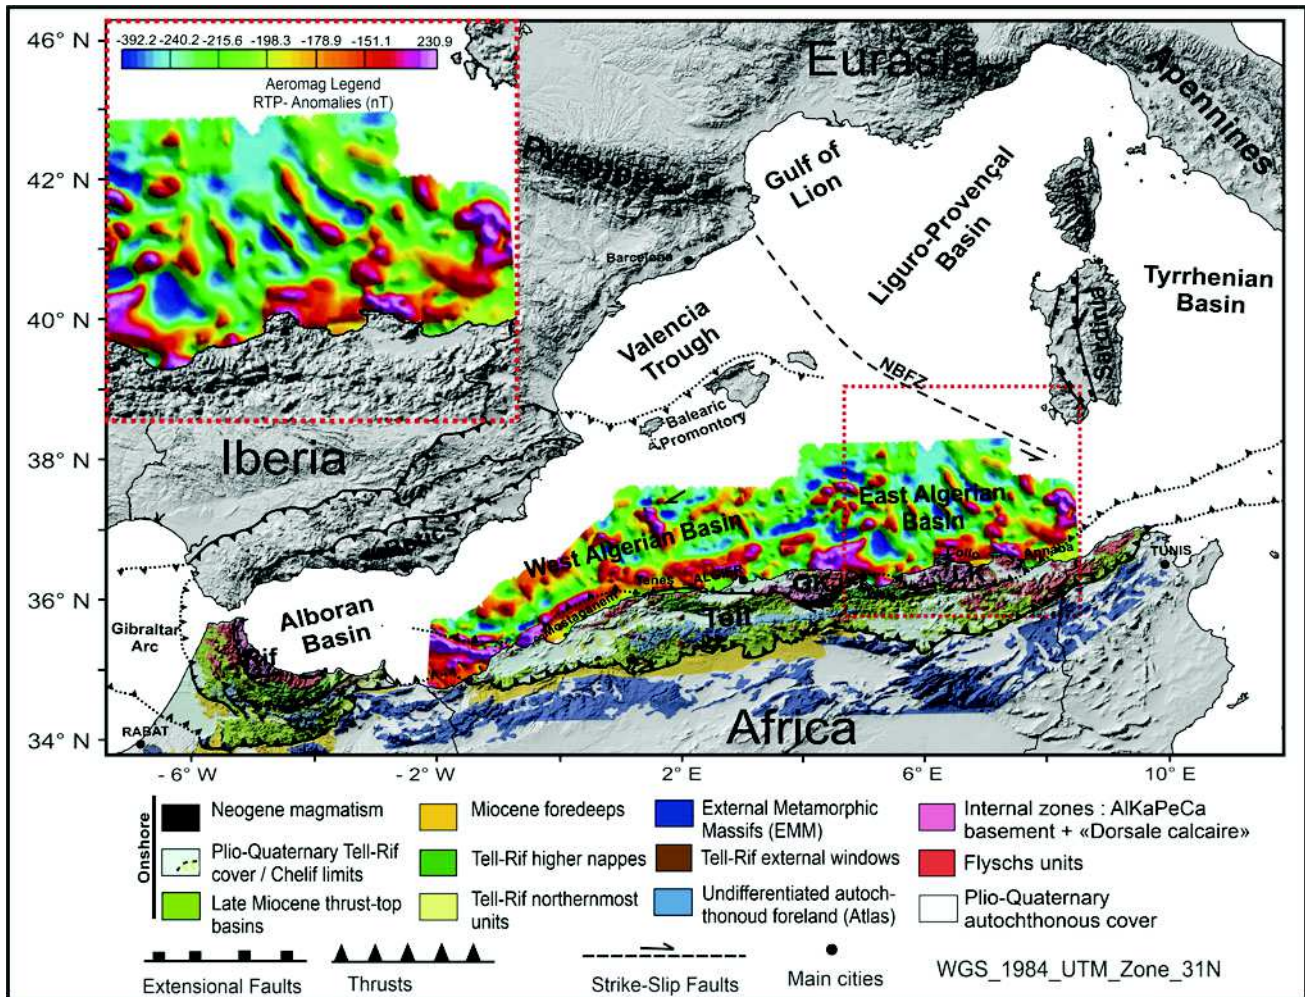 46° N
42° N
40° N
38° N
36° N
34° N
-392.2 -240.2 -215.6 -198.3 -178.9 -151.1 230.9
Aeromag Legend
RTP- Anomalies (nT)
Eurasia
Apennines
Gulf of
Lion
Liguro-Provençal
Basin
Barcelona
Sardinia
Tyrrhenian
Basin
Valencia
Trough
NBFZ
Balearic
Promontory
Iberia
East Algerian
Basin
West Algerian Basin
Collo
Annaba
TUNIS
Tenes
Mostaganem
GK
LK
Tell
Alboran
Basin
Gibraltar
Arc
Rif
RABAT
Africa
- 6° W
- 2° W
2° E
6° E
10° E
Onshore
Neogene magmatism
Plio-Quaternary Tell-Rif
cover / Chelif limits
Late Miocene thrust-top
basins
Miocene foredeeps
Tell-Rif higher nappes
Tell-Rif northernmost
units
External Metamorphic
Massifs (EMM)
Tell-Rif external windows
Undifferentiated autoch-
thonoud foreland (Atlas)
Internal zones : AlKaPeCa
basement + «Dorsale calcaire»
Flyschs units
Plio-Quaternary
autochthonous cover
Extensional Faults
Thrusts
Strike-Slip Faults
Main cities
WGS_1984_UTM_Zone_31N